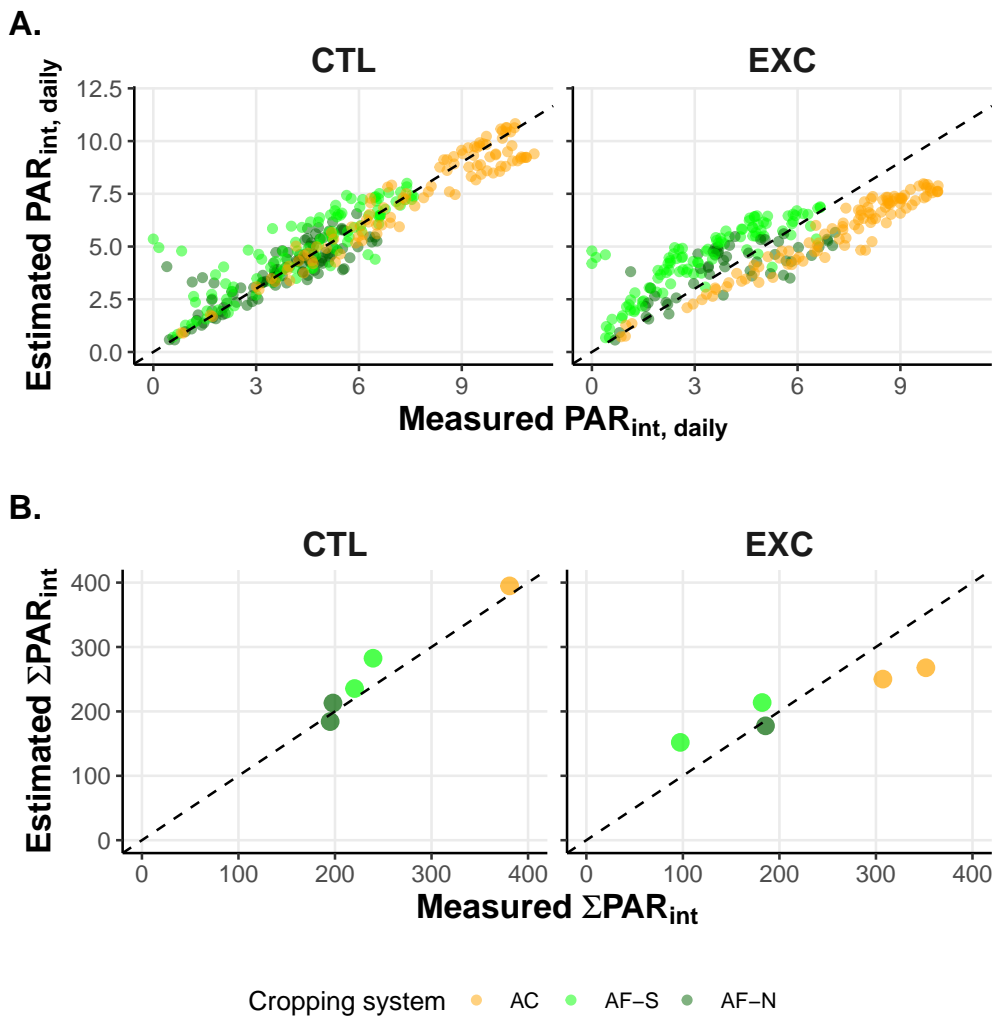 A.
CTL
EXC
Estimated PARint, daily
12.5
10.0
7.5
5.0
2.5
0.0
0 3 6 9
0 3 6 9
Measured PARint, daily
B.
CTL
EXC
Estimated ΣPARint
400
300
200
100
0
0 100 200 300 400
0 100 200 300 400
Measured ΣPARint
Cropping system AC AF−S AF−N